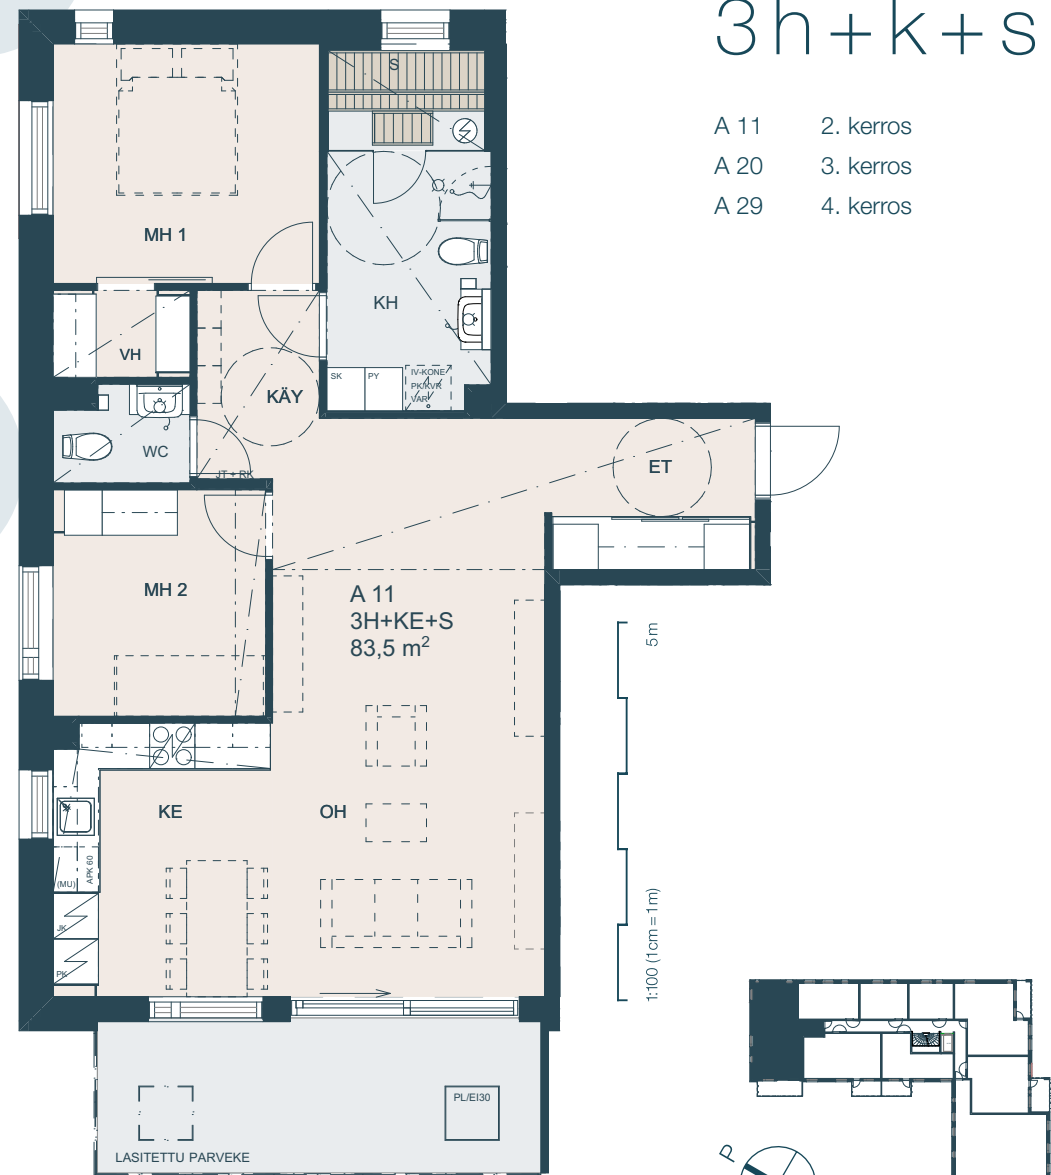 3h+k+s
A 11 2. kerros
A 20 3. kerros
A 29 4. kerros
S
MH 1
KH
VH
SK PY IV-KONE
PK/KVR
VAR
KÄY
WC
JT + RK
ET
MH 2
A 11
3H+KE+S
83,5 m²
5 m
1:100 (1cm = 1m)
KE
OH
(MU)
APK 60
JK
PK
PL/EI30
LASITETTU PARVEKE
P